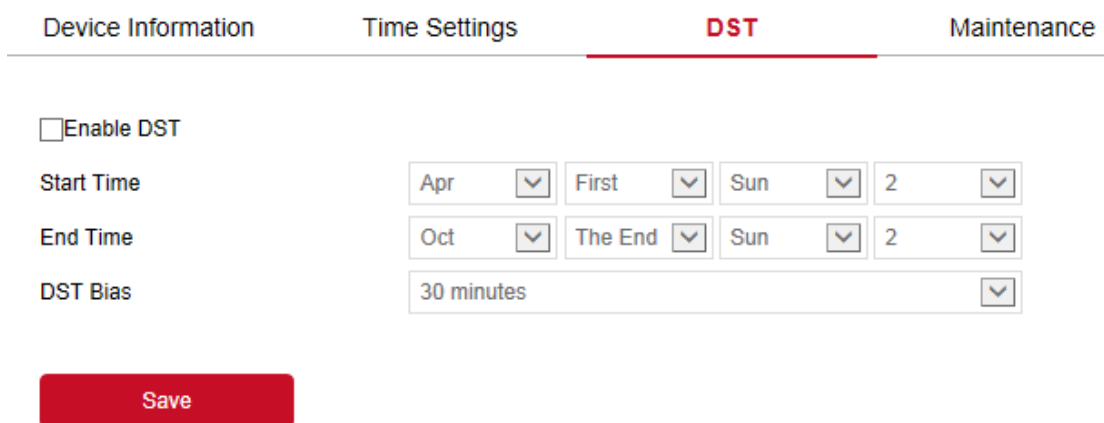 Device Information Time Settings DST Maintenance
Enable DST
Start Time Apr First Sun 2
End Time Oct The End Sun 2
DST Bias 30 minutes
Save